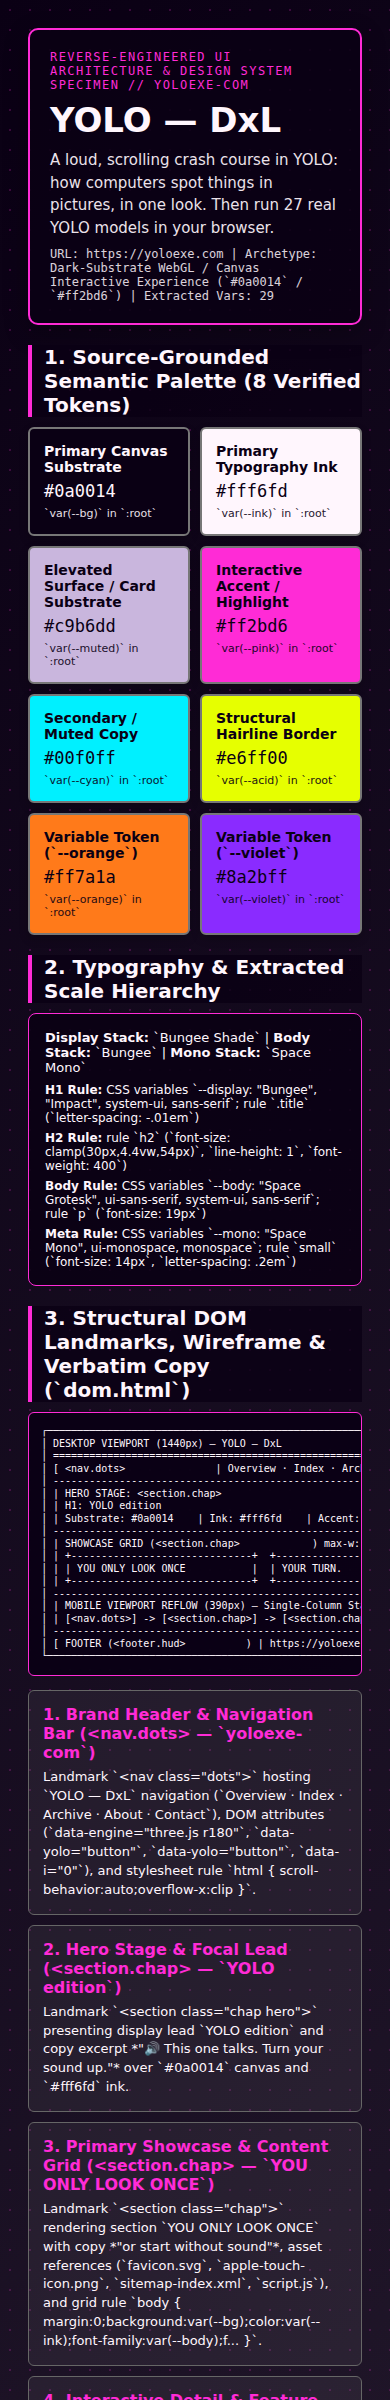 REVERSE-ENGINEERED UI
ARCHITECTURE & DESIGN SYSTEM
SPECIMEN // YOLOEXE-COM
YOLO — DxL
A loud, scrolling crash course in YOLO:
how computers spot things in
pictures, in one look. Then run 27 real
YOLO models in your browser.
URL: https://yoloexe.com | Archetype:
Dark-Substrate WebGL / Canvas
Interactive Experience (`#0a0014` /
`#ff2bd6`) | Extracted Vars: 29
1. Source-Grounded
Semantic Palette (8 Verified
Tokens)
Primary Canvas
Substrate
#0a0014
`var(--bg)` in `:root`
Primary
Typography Ink
#fff6fd
`var(--ink)` in `:root`
Elevated
Surface / Card
Substrate
#c9b6dd
`var(--muted)` in
`:root`
Interactive
Accent /
Highlight
#ff2bd6
`var(--pink)` in `:root`
Secondary /
Muted Copy
#00f0ff
`var(--cyan)` in `:root`
Structural
Hairline Border
#e6ff00
`var(--acid)` in `:root`
Variable Token
(`--orange`)
#ff7a1a
`var(--orange)` in
`:root`
Variable Token
(`--violet`)
#8a2bff
`var(--violet)` in `:root`
2. Typography & Extracted
Scale Hierarchy
Display Stack: `Bungee Shade` | Body
Stack: `Bungee` | Mono Stack: `Space
Mono`
H1 Rule: CSS variables `--display: "Bungee",
"Impact", system-ui, sans-serif`; rule `.title`
(`letter-spacing: -.01em`)
H2 Rule: rule `h2` (`font-size:
clamp(30px,4.4vw,54px)`, `line-height: 1`, `font-
weight: 400`)
Body Rule: CSS variables `--body: "Space
Grotesk", ui-sans-serif, system-ui, sans-serif`;
rule `p` (`font-size: 19px`)
Meta Rule: CSS variables `--mono: "Space
Mono", ui-monospace, monospace`; rule `small`
(`font-size: 14px`, `letter-spacing: .2em`)
3. Structural DOM
Landmarks, Wireframe &
Verbatim Copy
(`dom.html`)
| DESKTOP VIEWPORT (1440px) — YOLO — DxL
| ====================================================
| [ <nav.dots> | Overview · Index · Arc
| ----------------------------------------------------
| | HERO STAGE: <section.chap>
| | H1: YOLO edition
| | Substrate: #0a0014 | Ink: #fff6fd | Accent:
| ----------------------------------------------------
| | SHOWCASE GRID (<section.chap> ) max-w:
| | +------------------------------+ +--------------
| | | YOU ONLY LOOK ONCE | | YOUR TURN.
| | +------------------------------+ +--------------
| ----------------------------------------------------
| | MOBILE VIEWPORT REFLOW (390px) — Single-Column St
| | [<nav.dots>] -> [<section.chap>] -> [<section.cha
| ----------------------------------------------------
| [ FOOTER (<footer.hud> ) | https://yoloexe
1. Brand Header & Navigation
Bar (<nav.dots> — `yoloexe-
com`)
Landmark `<nav class="dots">` hosting
`YOLO — DxL` navigation (`Overview · Index ·
Archive · About · Contact`), DOM attributes
(`data-engine="three.js r180"`, `data-
yolo="button"`, `data-yolo="button"`, `data-
i="0"`), and stylesheet rule `html { scroll-
behavior:auto;overflow-x:clip }`.
2. Hero Stage & Focal Lead
(<section.chap> — `YOLO
edition`)
Landmark `<section class="chap hero">`
presenting display lead `YOLO edition` and
copy excerpt *"🔊 This one talks. Turn your
sound up."* over `#0a0014` canvas and
`#fff6fd` ink.
3. Primary Showcase & Content
Grid (<section.chap> — `YOU
ONLY LOOK ONCE`)
Landmark `<section class="chap">`
rendering section `YOU ONLY LOOK ONCE`
with copy *"or start without sound"*, asset
references (`favicon.svg`, `apple-touch-
icon.png`, `sitemap-index.xml`, `script.js`),
and grid rule `body {
margin:0;background:var(--bg);color:var(--
ink);font-family:var(--body);f... }`.
4. Interactive Detail & Feature